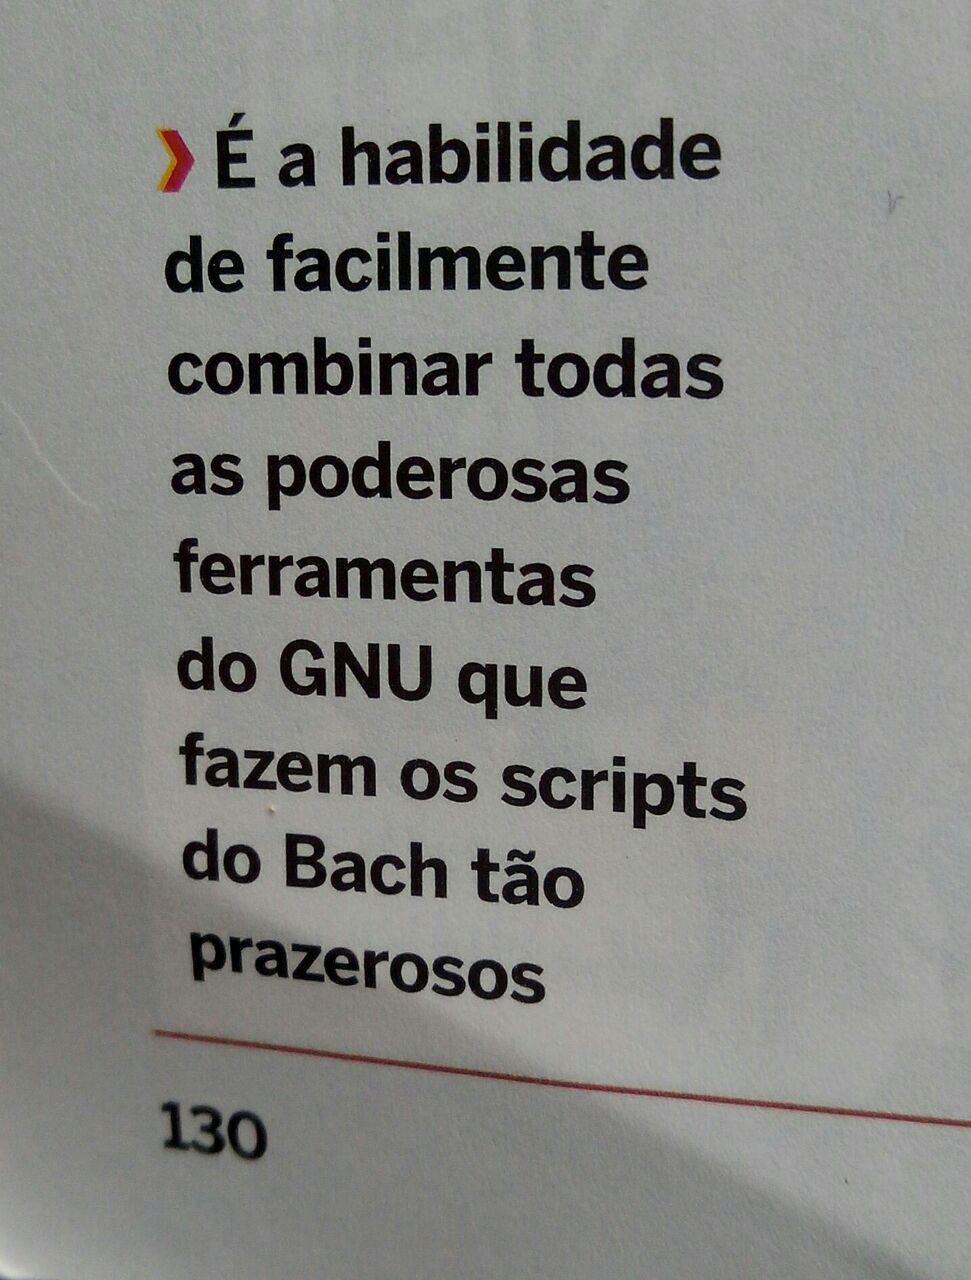 É a habilidade
de facilmente
combinar todas
as poderosas
ferramentas
do GNU que
fazem os scripts
do Bach tão
prazerosos
130